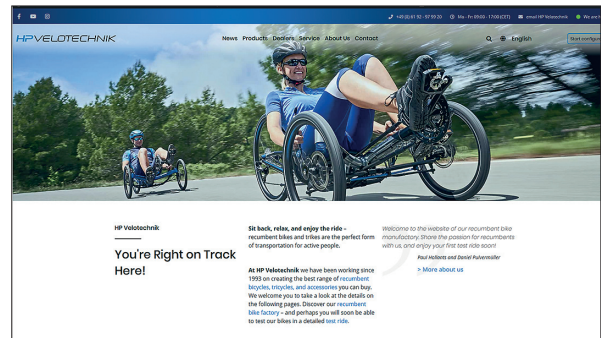 +49 (0) 61 92 - 97 99 20 Mo - Fri 09:00 - 17:00 (CET) email HP Velotechnik We are
HP VELOTECHNIK News Products Dealers Service About Us Contact English Start configur
HP Velotechnik
You're Right on Track
Here!
Sit back, relax, and enjoy the ride –
recumbent bikes and trikes are the perfect form
of transportation for active people.
At HP Velotechnik we have been working since
1993 on creating the best range of recumbent
bicycles, tricycles, and accessories you can buy.
We welcome you to take a look at the details on
the following pages. Discover our recumbent
bike factory – and perhaps you will soon be able
to test our bikes in a detailed test ride.
Welcome to the website of our recumbent bike
manufactory. Share the passion for recumbents
with us, and enjoy your first test ride soon!
Paul Hollants and Daniel Pulvermüller
> More about us